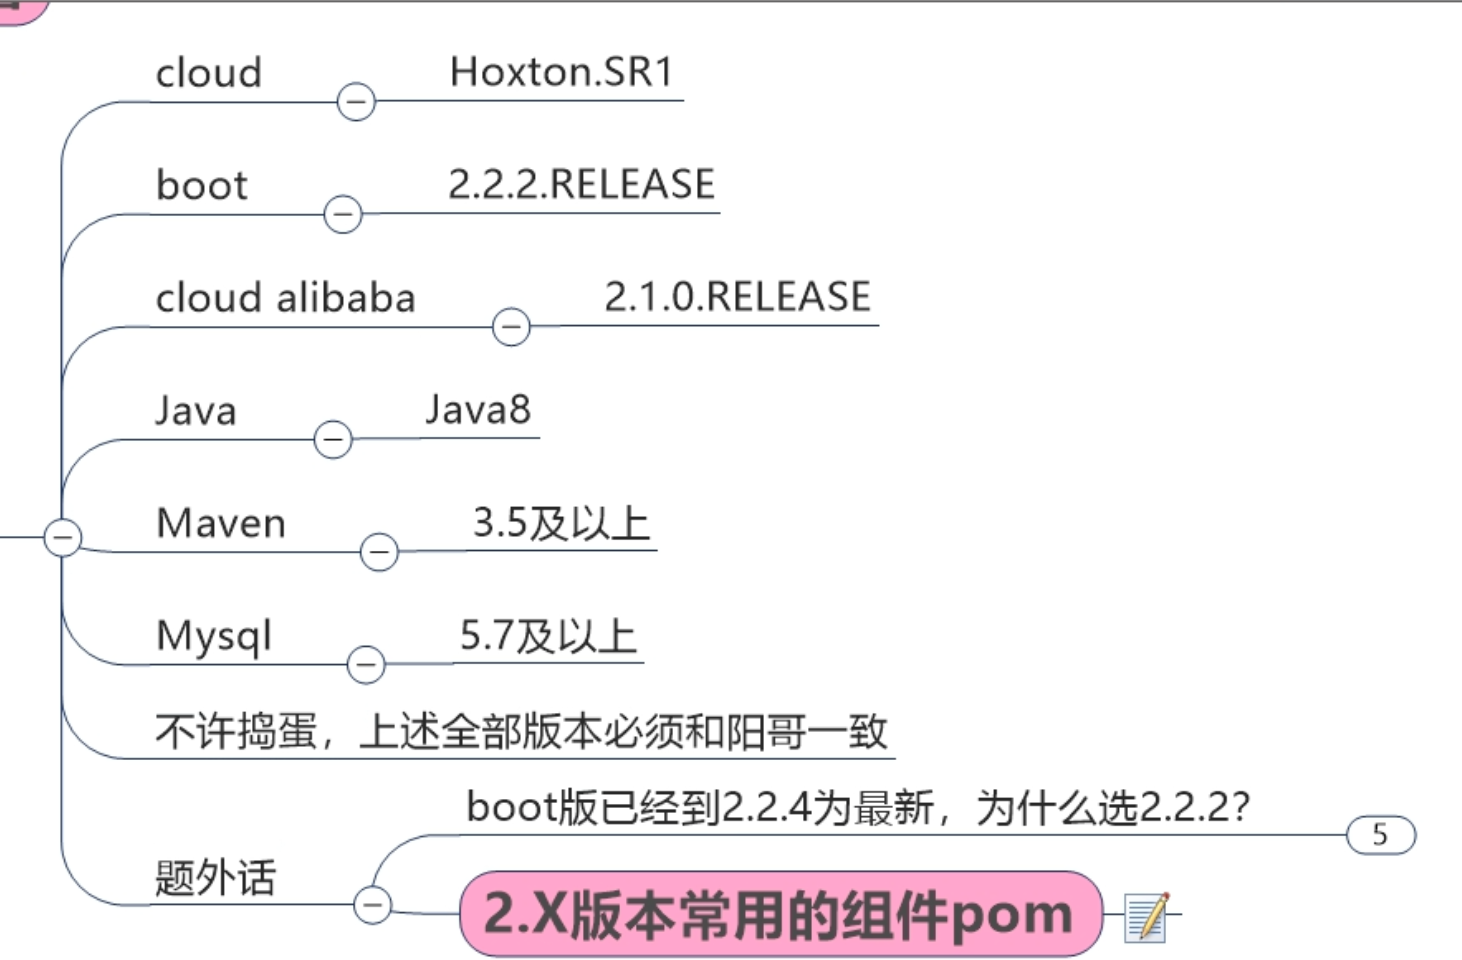 cloud Hoxton.SR1
boot 2.2.2.RELEASE
cloud alibaba 2.1.0.RELEASE
Java Java8
Maven 3.5及以上
Mysql 5.7及以上
不许捣蛋，上述全部版本必须和阳哥一致
boot版已经到2.2.4为最新，为什么选2.2.2？ 5
题外话
2.X版本常用的组件pom